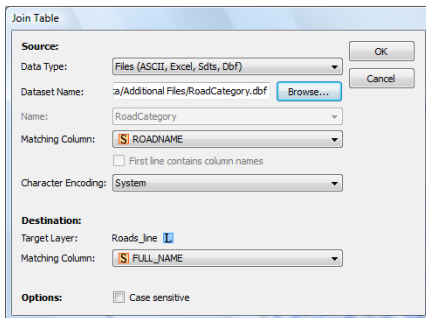 Join Table
Source:
OK
Data Type: Files (ASCII, Excel, Sdts, Dbf)
Cancel
Dataset Name: ta/Additional Files/RoadCategory.dbf Browse...
Name: RoadCategory
Matching Column: S ROADNAME
First line contains column names
Character Encoding: System
Destination:
Target Layer: Roads_line L
Matching Column: S FULL_NAME
Options: Case sensitive